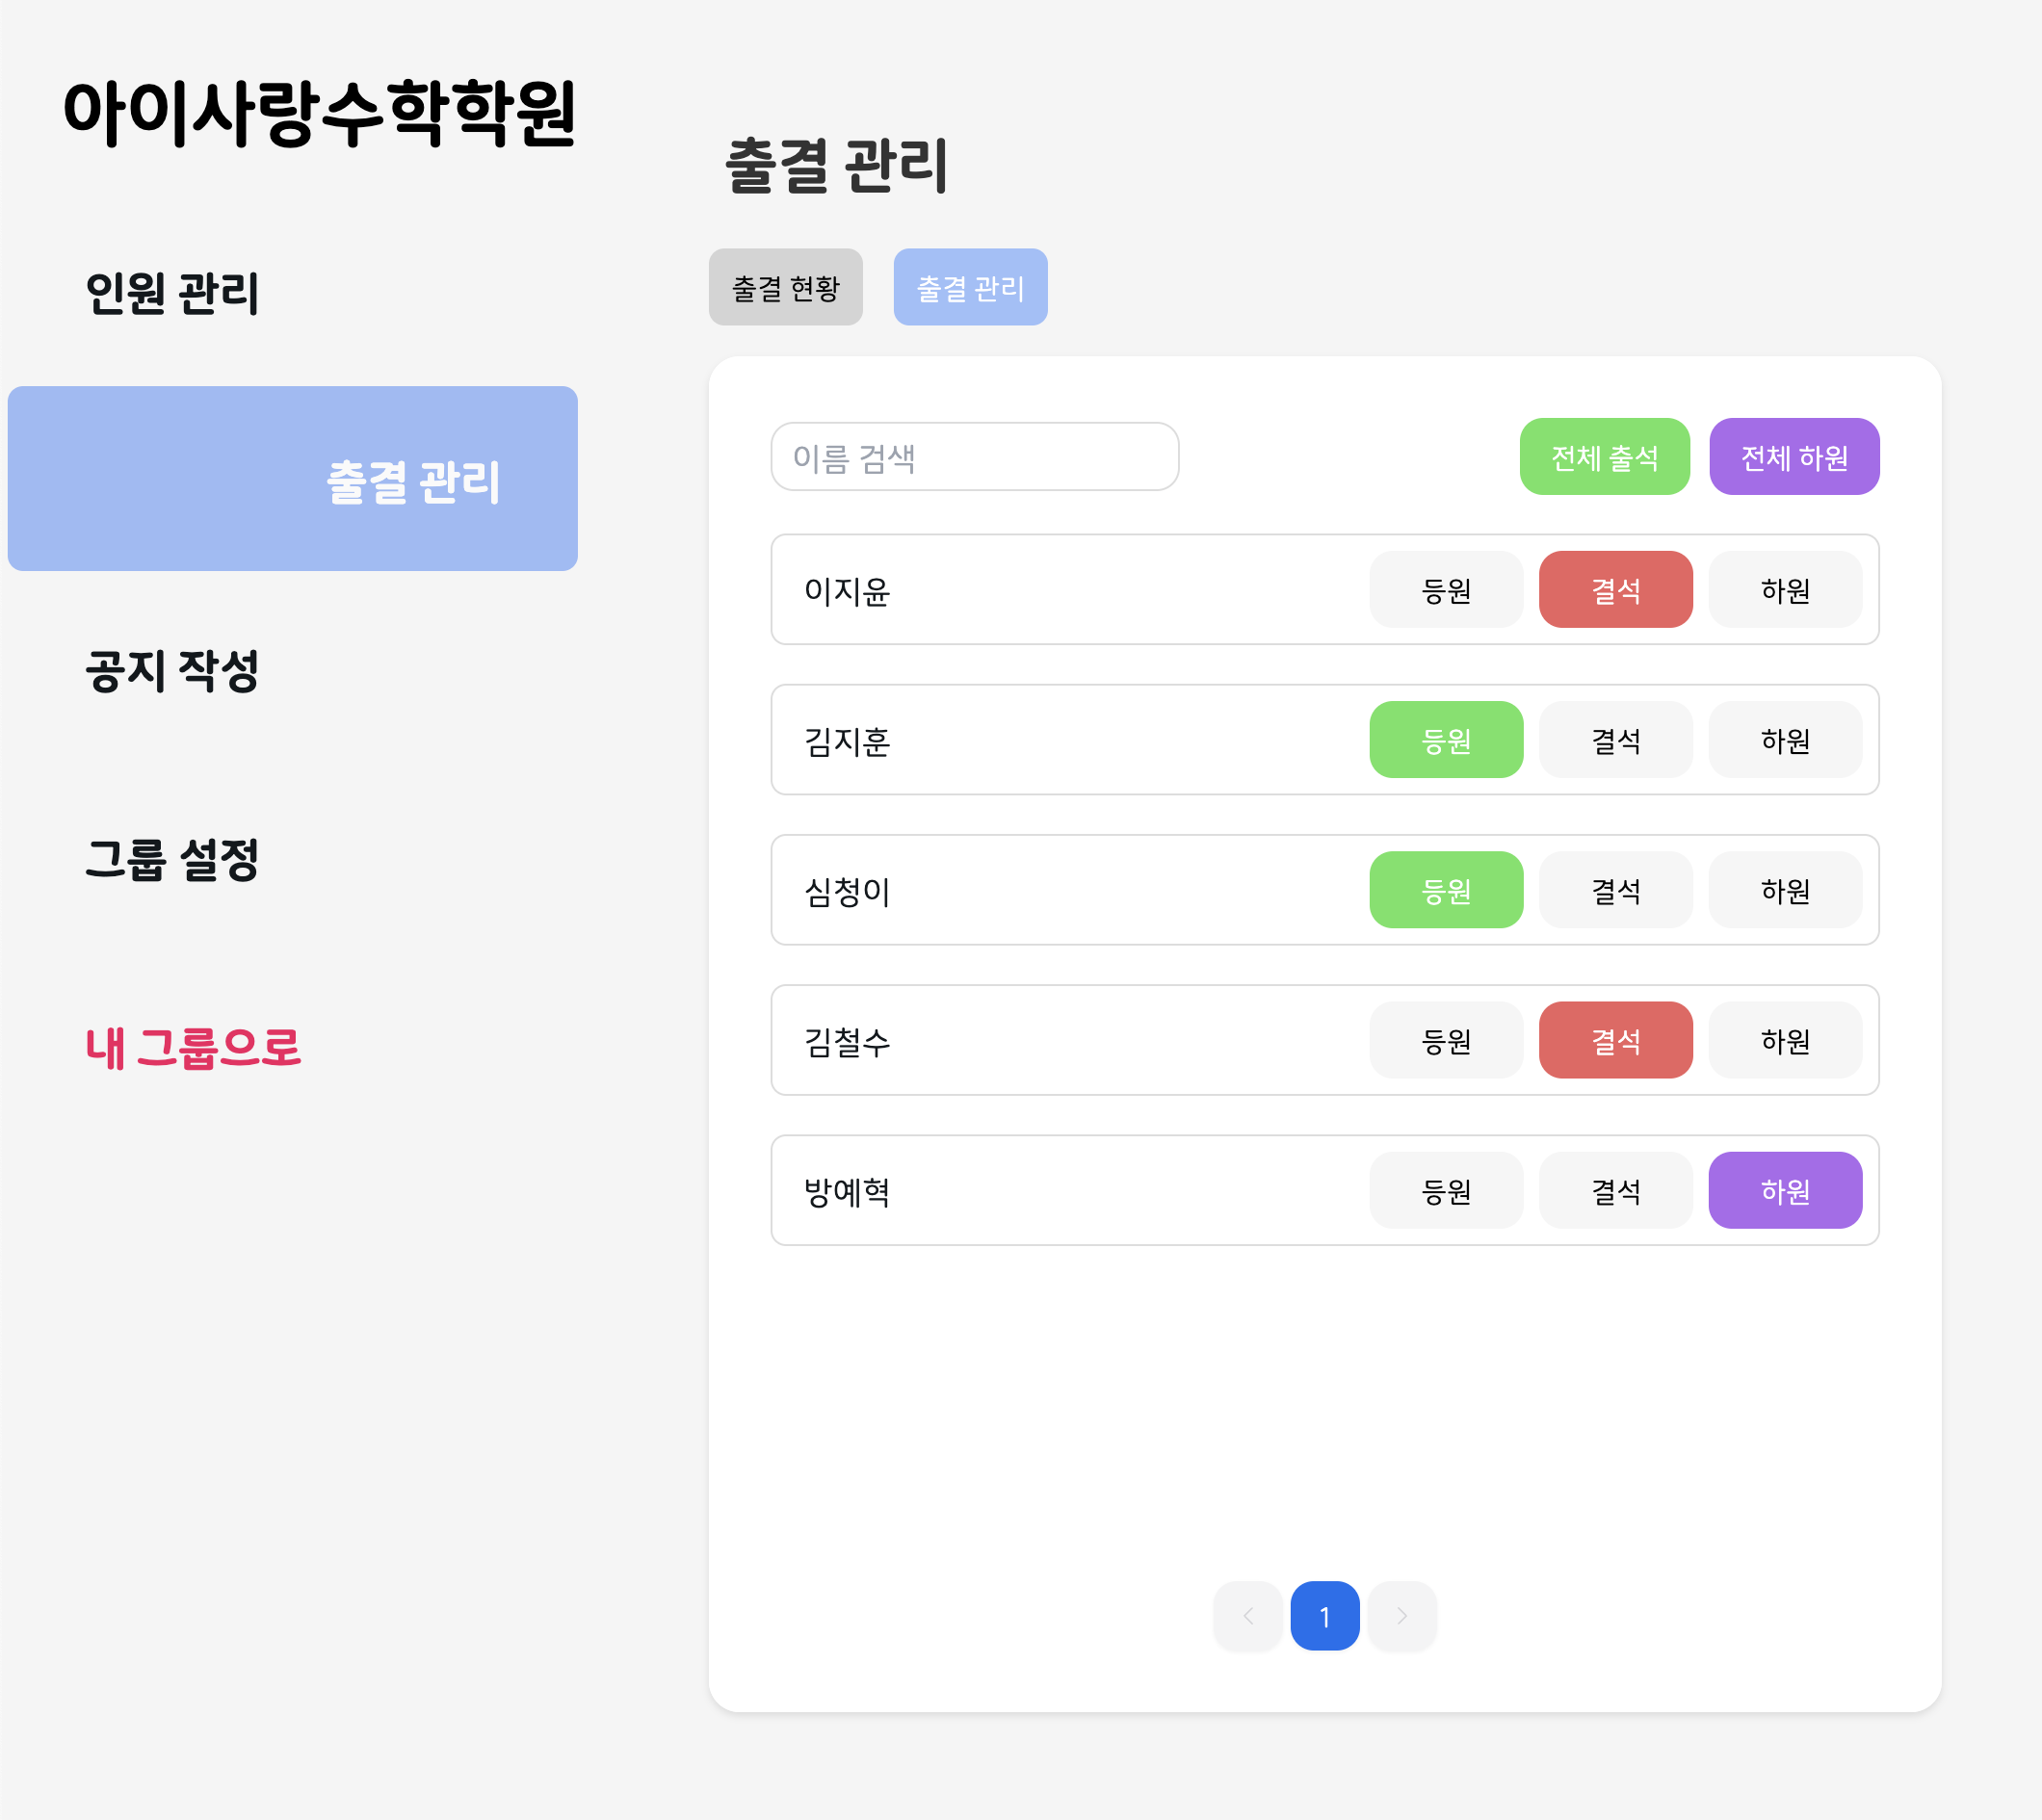 아이사랑수학학원
인원 관리
출결 관리
공지 작성
그룹 설정
내 그룹으로
출결 관리
출결 현황 출결 관리
이름 검색 전체 출석 전체 하원
이지윤 등원 결석 하원
김지훈 등원 결석 하원
심청이 등원 결석 하원
김철수 등원 결석 하원
방예혁 등원 결석 하원
1